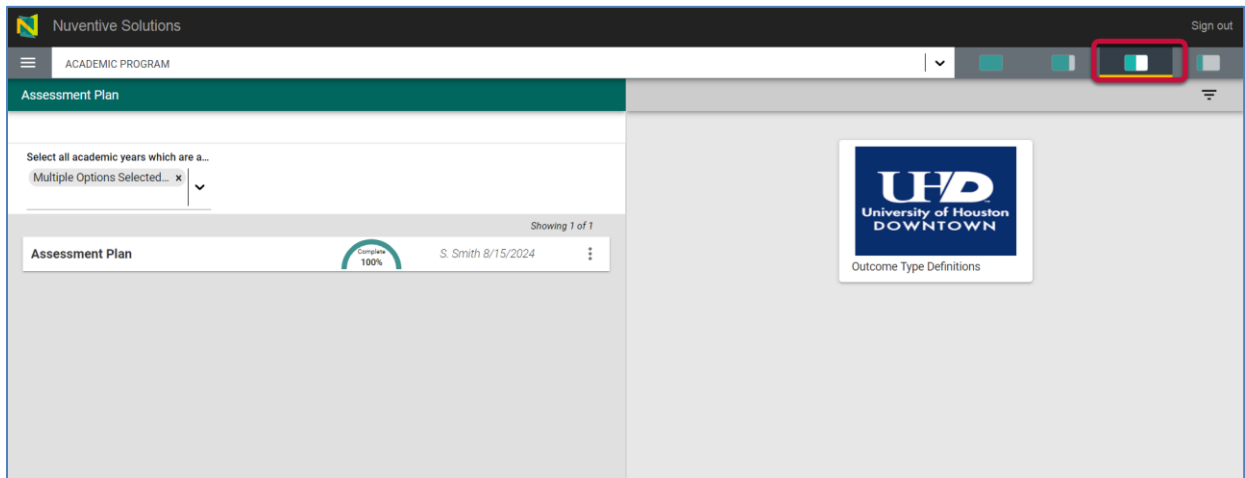 Nuventive Solutions
Sign out
ACADEMIC PROGRAM
Assessment Plan
Select all academic years which are a...
Multiple Options Selected... x
Showing 1 of 1
Assessment Plan
Complete
100%
S. Smith 8/15/2024
UHD
University of Houston
DOWNTOWN
Outcome Type Definitions